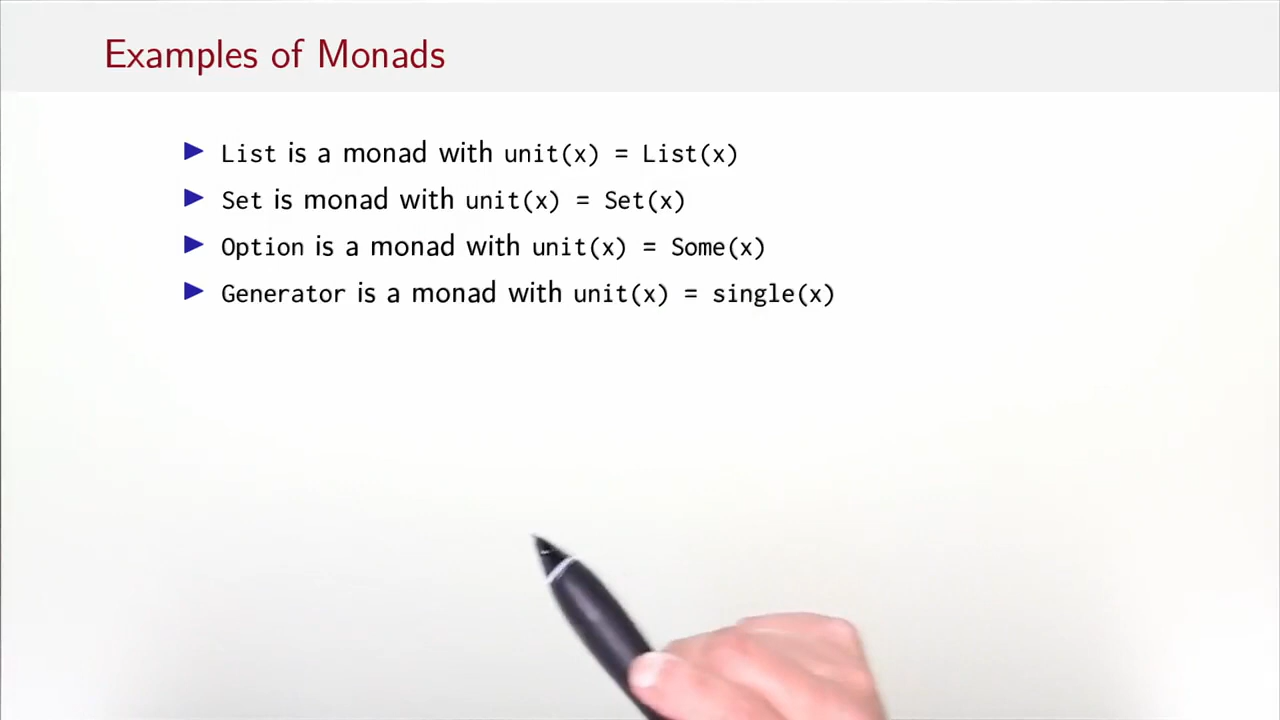 Examples of Monads
List is a monad with unit(x) = List(x)
Set is monad with unit(x) = Set(x)
Option is a monad with unit(x) = Some(x)
Generator is a monad with unit(x) = single(x)